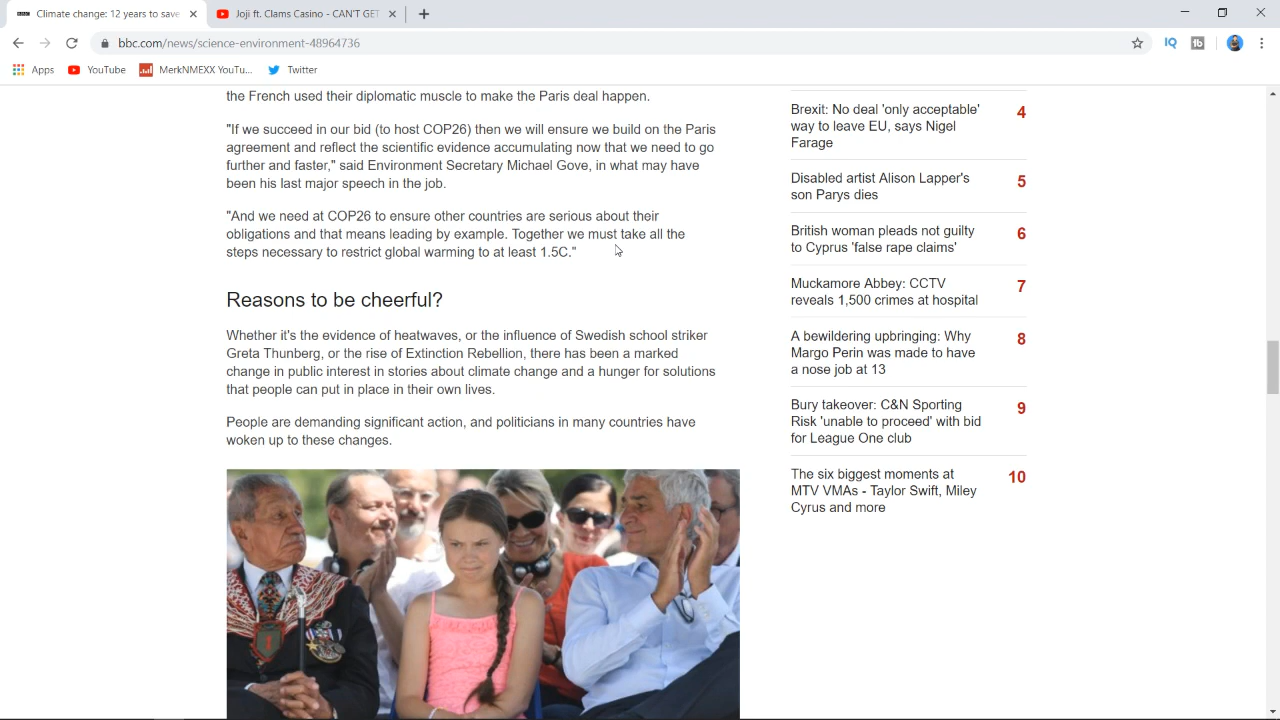 Climate change: 12 years to save
Joji ft. Clams Casino - CAN'T GET
bbc.com/news/science-environment-48964736
Apps
YouTube
MerkNMEXX YouTu...
Twitter
the French used their diplomatic muscle to make the Paris deal happen.
"If we succeed in our bid (to host COP26) then we will ensure we build on the Paris
agreement and reflect the scientific evidence accumulating now that we need to go
further and faster," said Environment Secretary Michael Gove, in what may have
been his last major speech in the job.
"And we need at COP26 to ensure other countries are serious about their
obligations and that means leading by example. Together we must take all the
steps necessary to restrict global warming to at least 1.5C."
Reasons to be cheerful?
Whether it's the evidence of heatwaves, or the influence of Swedish school striker
Greta Thunberg, or the rise of Extinction Rebellion, there has been a marked
change in public interest in stories about climate change and a hunger for solutions
that people can put in place in their own lives.
People are demanding significant action, and politicians in many countries have
woken up to these changes.
Brexit: No deal 'only acceptable' 4
way to leave EU, says Nigel
Farage
Disabled artist Alison Lapper's 5
son Parys dies
British woman pleads not guilty 6
to Cyprus 'false rape claims'
Muckamore Abbey: CCTV 7
reveals 1,500 crimes at hospital
A bewildering upbringing: Why 8
Margo Perin was made to have
a nose job at 13
Bury takeover: C&N Sporting 9
Risk 'unable to proceed' with bid
for League One club
The six biggest moments at 10
MTV VMAs - Taylor Swift, Miley
Cyrus and more